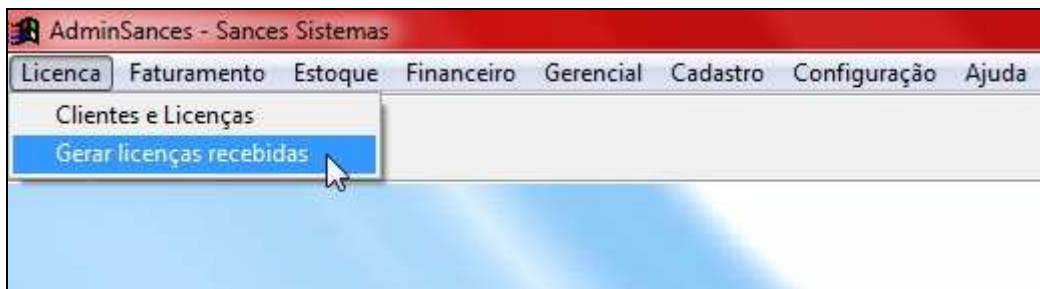 AdminSances - Sances Sistemas
Licenca Faturamento Estoque Financeiro Gerencial Cadastro Configuração Ajuda
Clientes e Licenças
Gerar licenças recebidas